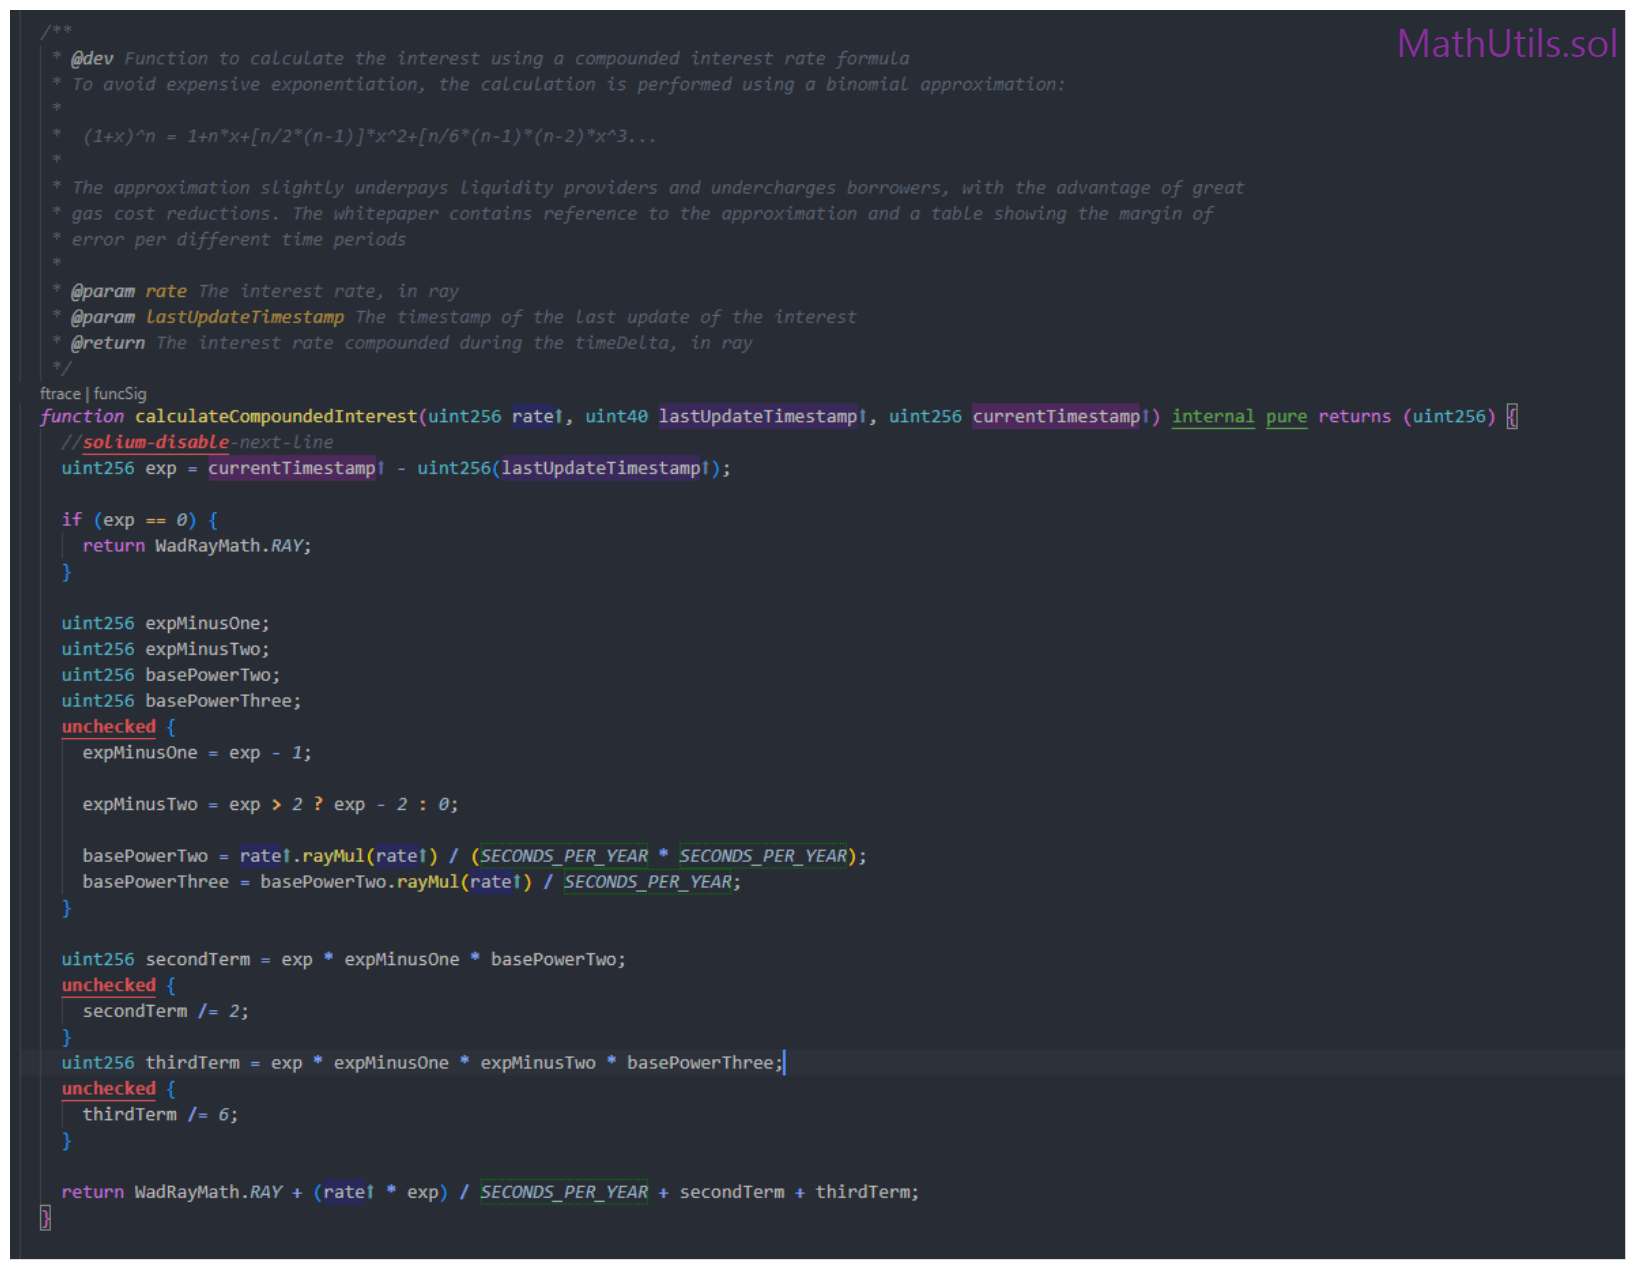 /**
MathUtils.sol
* @dev Function to calculate the interest using a compounded interest rate formula
* To avoid expensive exponentiation, the calculation is performed using a binomial approximation:
*
* (1+x)^n = 1+n*x+[n/2*(n-1)]*x^2+[n/6*(n-1)*(n-2)*x^3...
*
* The approximation slightly underpays liquidity providers and undercharges borrowers, with the advantage of great
* gas cost reductions. The whitepaper contains reference to the approximation and a table showing the margin of
* error per different time periods
*
* @param rate The interest rate, in ray
* @param lastUpdateTimestamp The timestamp of the last update of the interest
* @return The interest rate compounded during the timeDelta, in ray
*/
ftrace | funcSig
function calculateCompoundedInterest(uint256 rate↑, uint40 lastUpdateTimestamp↑, uint256 currentTimestamp↑) internal pure returns (uint256) {
//solium-disable-next-line
uint256 exp = currentTimestamp↑ - uint256(lastUpdateTimestamp↑);
if (exp == 0) {
return WadRayMath.RAY;
}
uint256 expMinusOne;
uint256 expMinusTwo;
uint256 basePowerTwo;
uint256 basePowerThree;
unchecked {
expMinusOne = exp - 1;
expMinusTwo = exp > 2 ? exp - 2 : 0;
basePowerTwo = rate↑.rayMul(rate↑) / (SECONDS_PER_YEAR * SECONDS_PER_YEAR);
basePowerThree = basePowerTwo.rayMul(rate↑) / SECONDS_PER_YEAR;
}
uint256 secondTerm = exp * expMinusOne * basePowerTwo;
unchecked {
secondTerm /= 2;
}
uint256 thirdTerm = exp * expMinusOne * expMinusTwo * basePowerThree;
unchecked {
thirdTerm /= 6;
}
return WadRayMath.RAY + (rate↑ * exp) / SECONDS_PER_YEAR + secondTerm + thirdTerm;
}